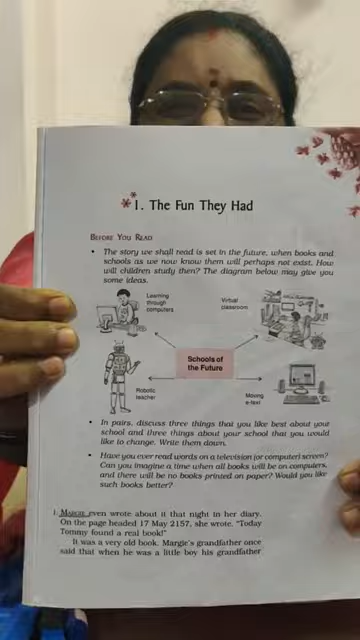 1. The Fun They Had
BEFORE YOU READ
• The story we shall read is set in the future, when books and
schools as we now know them will perhaps not exist. How
will children study then? The diagram below may give you
some ideas.
Learning
through
computers
Virtual
classroom
Schools of
the Future
Robotic
teacher
Moving
e-text
• In pairs, discuss three things that you like best about your
school and three things about your school that you would
like to change. Write them down.
• Have you ever read words on a television (or computer) screen?
Can you imagine a time when all books will be on computers,
and there will be no books printed on paper? Would you like
such books better?
1. MARGIE even wrote about it that night in her diary.
On the page headed 17 May 2157, she wrote, “Today
Tommy found a real book!”
It was a very old book. Margie's grandfather once
said that when he was a little boy his grandfather